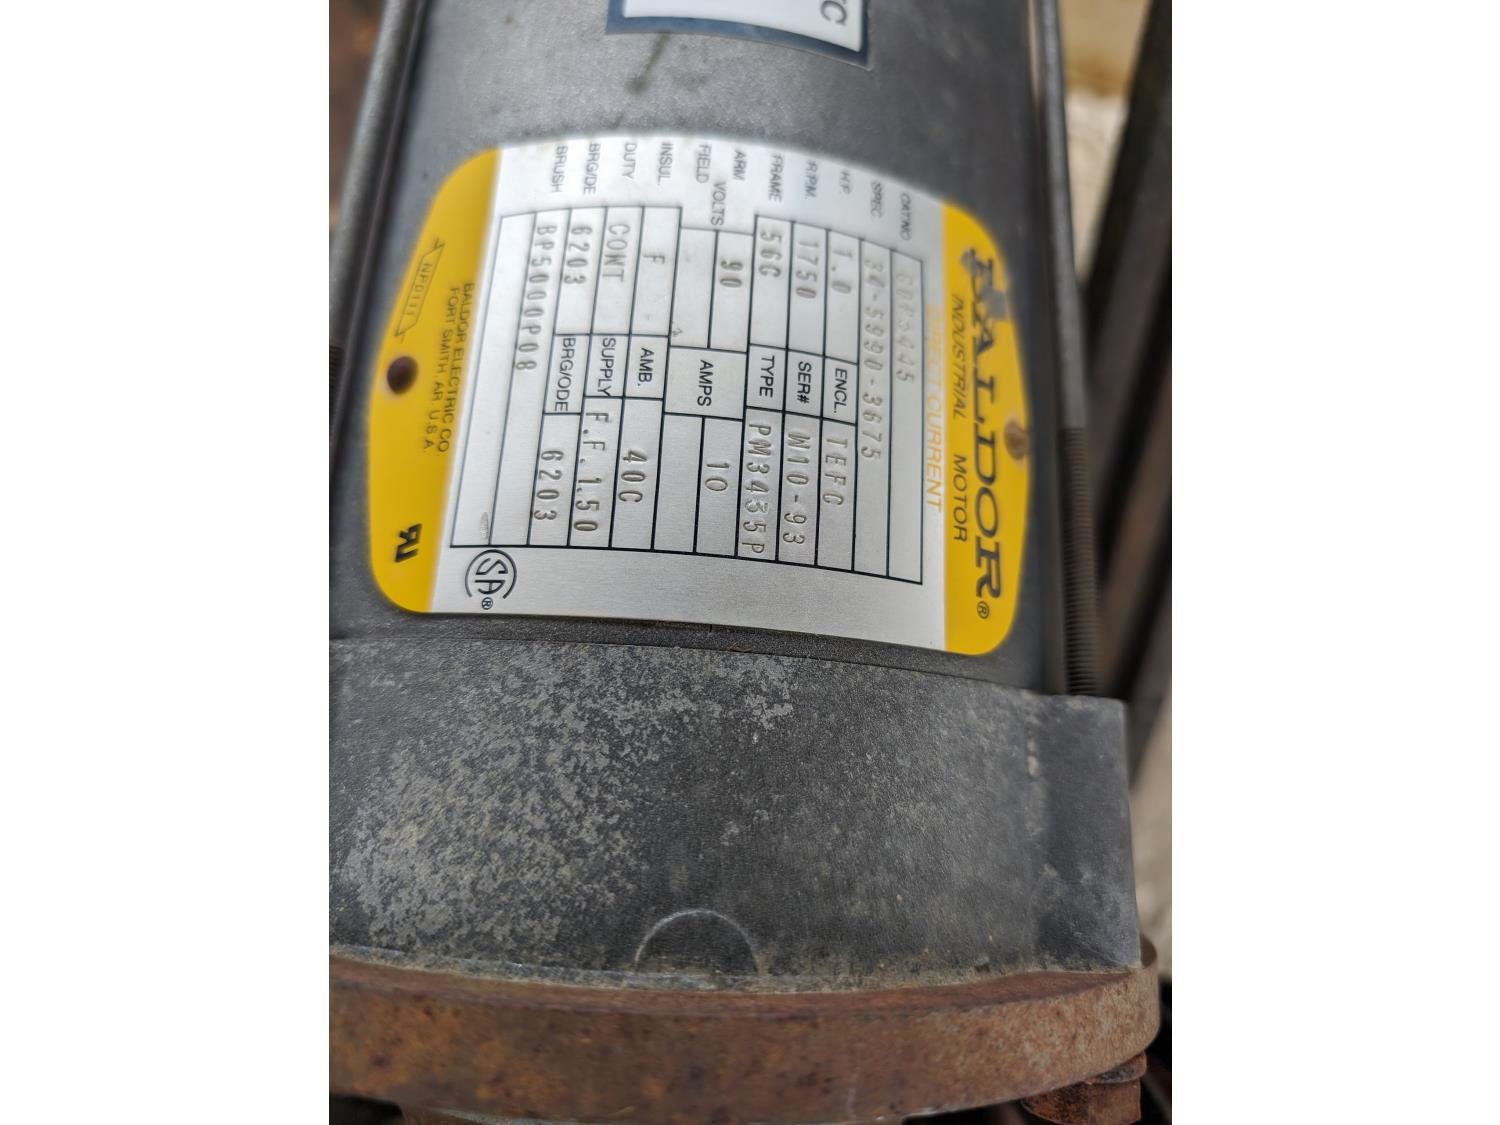 BALDOR®
INDUSTRIAL MOTOR
DIRECT CURRENT
CAT.NO
SPEC. 34-5990-3675
H.P. 1.0 ENCL. TEFC
R.P.M. 1750 SER# W10-93
FRAME 56C TYPE PM3435P
ARM VOLTS 90 AMPS 10
FIELD
INSUL. F AMB. 40C
DUTY CONT SUPPLY F.F.1.50
BRG/DE 6203 BRG/ODE 6203
BRUSH BP5000P08
SA®
NP0111
BALDOR ELECTRIC CO.
FORT SMITH, AR. U.S.A.